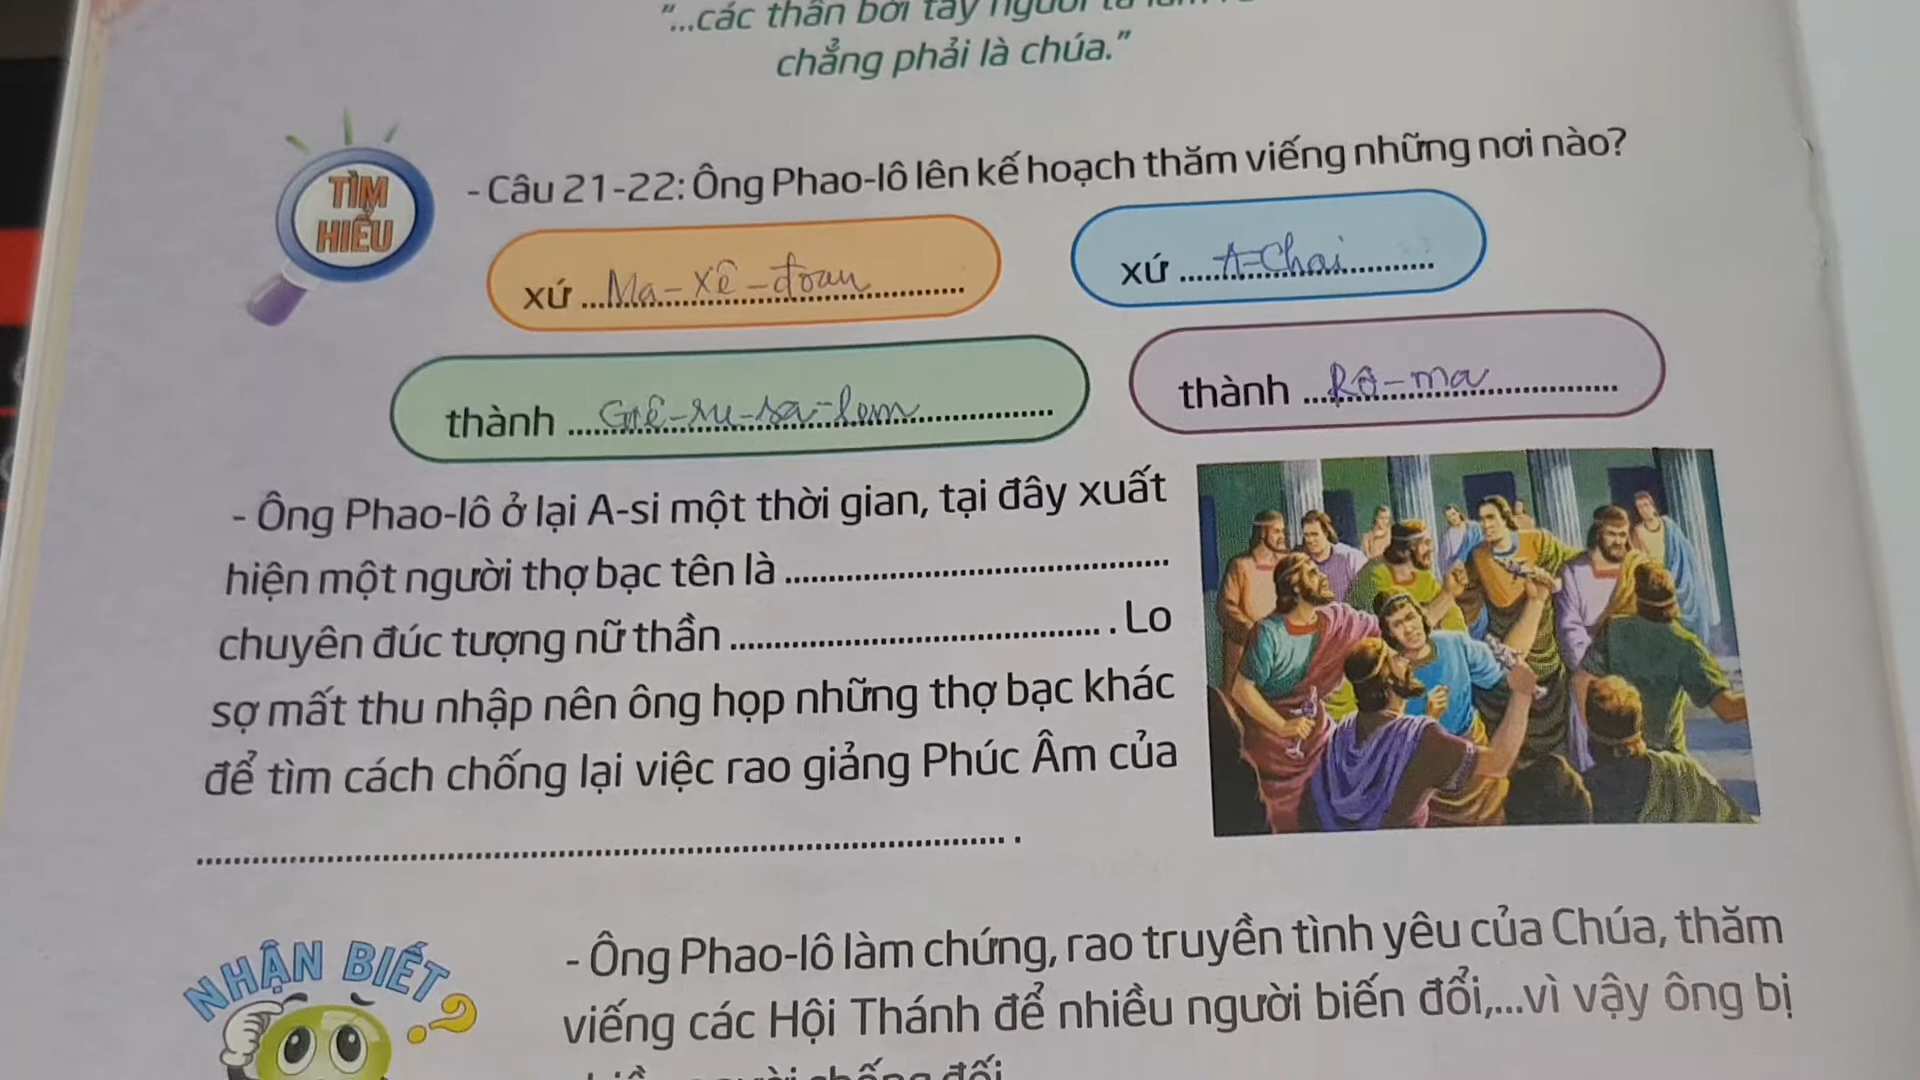 "...các thần bởi tay người ta
chẳng phải là chúa."
TÌM
HIỂU
- Câu 21-22: Ông Phao-lô lên kế hoạch thăm viếng những nơi nào?
xứ ...Ma-Xê-đoan...
xứ ...A-Chai...
thành ...Giê-ru-sa-lem...
thành ...Rô-ma...
- Ông Phao-lô ở lại A-si một thời gian, tại đây xuất
hiện một người thợ bạc tên là ...
chuyên đúc tượng nữ thần ... . Lo
sợ mất thu nhập nên ông họp những thợ bạc khác
để tìm cách chống lại việc rao giảng Phúc Âm của
... .
NHẬN BIẾT ?
- Ông Phao-lô làm chứng, rao truyền tình yêu của Chúa, thăm
viếng các Hội Thánh để nhiều người biến đổi,...vì vậy ông bị
người chống đối